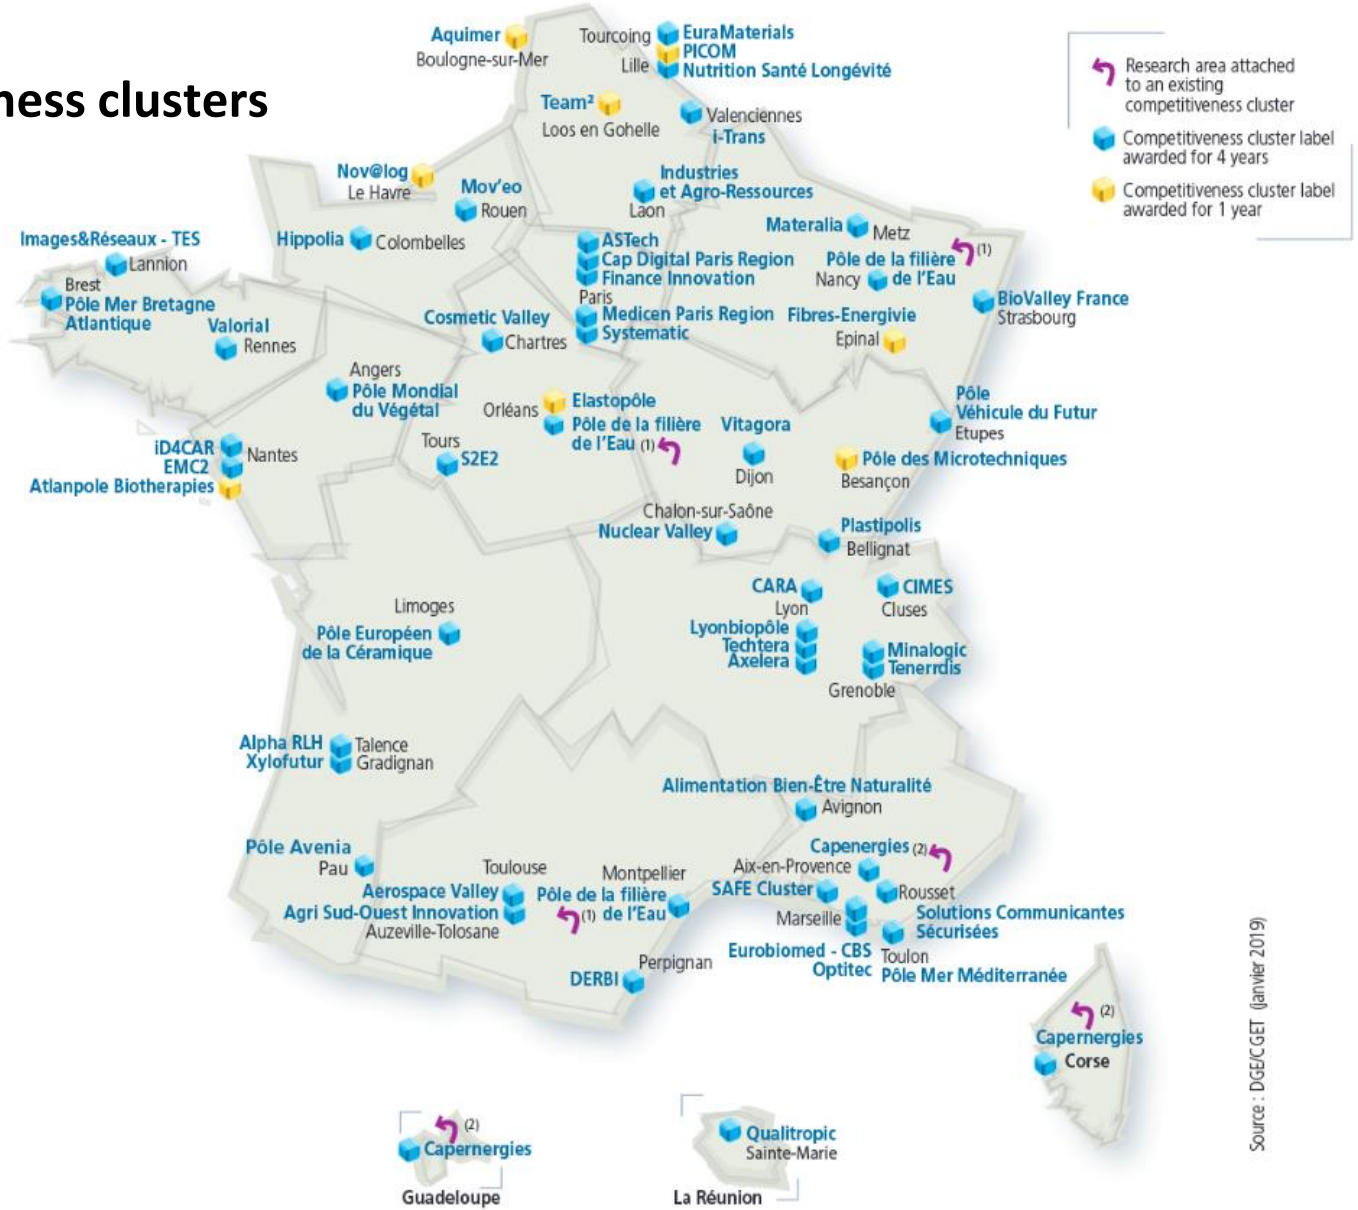 ness clusters
Aquimer
Boulogne-sur-Mer
Tourcoing
EuraMaterials
PICOM
Lille
Nutrition Santé Longévité
Team²
Loos en Gohelle
Valenciennes
i-Trans
Research area attached
to an existing
competitiveness cluster
Competitiveness cluster label
awarded for 4 years
Competitiveness cluster label
awarded for 1 year
Nov@log
Le Havre
Mov'eo
Rouen
Industries
et Agro-Ressources
Laon
Hippolia
Colombelles
Materalia
Metz
Images&Réseaux - TES
Lannion
ASTech
Cap Digital Paris Region
Finance Innovation
Paris
Medicen Paris Region
Systematic
Pôle de la filière
de l'Eau
(1)
Nancy
Brest
Pôle Mer Bretagne
Atlantique
BioValley France
Strasbourg
Valorial
Rennes
Cosmetic Valley
Chartres
Fibres-Energivie
Epinal
Angers
Pôle Mondial
du Végétal
Orléans
Elastopôle
Pôle de la filière
de l'Eau (1)
Vitagora
Dijon
Pôle
Véhicule du Futur
Etupes
iD4CAR
EMC2
Nantes
Atlanpole Biotherapies
Tours
S2E2
Pôle des Microtechniques
Besançon
Chalon-sur-Saône
Nuclear Valley
Plastipolis
Bellignat
CARA
Lyon
CIMES
Cluses
Limoges
Pôle Européen
de la Céramique
Lyonbiopôle
Techtera
Axelera
Minalogic
Tenerrdis
Grenoble
Alpha RLH
Talence
Xylofutur
Gradignan
Alimentation Bien-Être Naturalité
Avignon
Pôle Avenia
Pau
Toulouse
Aerospace Valley
Agri Sud-Ouest Innovation
Auzeville-Tolosane
Montpellier
Pôle de la filière
(1) de l'Eau
Capenergies (2)
Aix-en-Provence
SAFE Cluster
Rousset
Marseille
Solutions Communicantes
Sécurisées
Eurobiomed - CBS
Optitec
Toulon
Pôle Mer Méditerranée
Perpignan
DERBI
(2)
Capernergies
Corse
(2)
Capernergies
Guadeloupe
Qualitropic
Sainte-Marie
La Réunion
Source : DGE/CGET (janvier 2019)